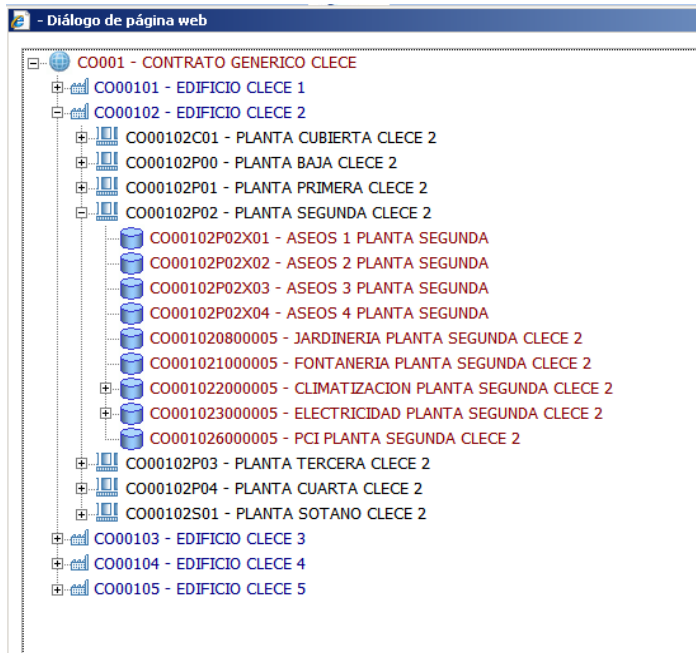 - Diálogo de página web
CO001 - CONTRATO GENERICO CLECE
CO00101 - EDIFICIO CLECE 1
CO00102 - EDIFICIO CLECE 2
CO00102C01 - PLANTA CUBIERTA CLECE 2
CO00102P00 - PLANTA BAJA CLECE 2
CO00102P01 - PLANTA PRIMERA CLECE 2
CO00102P02 - PLANTA SEGUNDA CLECE 2
CO00102P02X01 - ASEOS 1 PLANTA SEGUNDA
CO00102P02X02 - ASEOS 2 PLANTA SEGUNDA
CO00102P02X03 - ASEOS 3 PLANTA SEGUNDA
CO00102P02X04 - ASEOS 4 PLANTA SEGUNDA
CO001020800005 - JARDINERIA PLANTA SEGUNDA CLECE 2
CO001021000005 - FONTANERIA PLANTA SEGUNDA CLECE 2
CO001022000005 - CLIMATIZACION PLANTA SEGUNDA CLECE 2
CO001023000005 - ELECTRICIDAD PLANTA SEGUNDA CLECE 2
CO001026000005 - PCI PLANTA SEGUNDA CLECE 2
CO00102P03 - PLANTA TERCERA CLECE 2
CO00102P04 - PLANTA CUARTA CLECE 2
CO00102S01 - PLANTA SOTANO CLECE 2
CO00103 - EDIFICIO CLECE 3
CO00104 - EDIFICIO CLECE 4
CO00105 - EDIFICIO CLECE 5